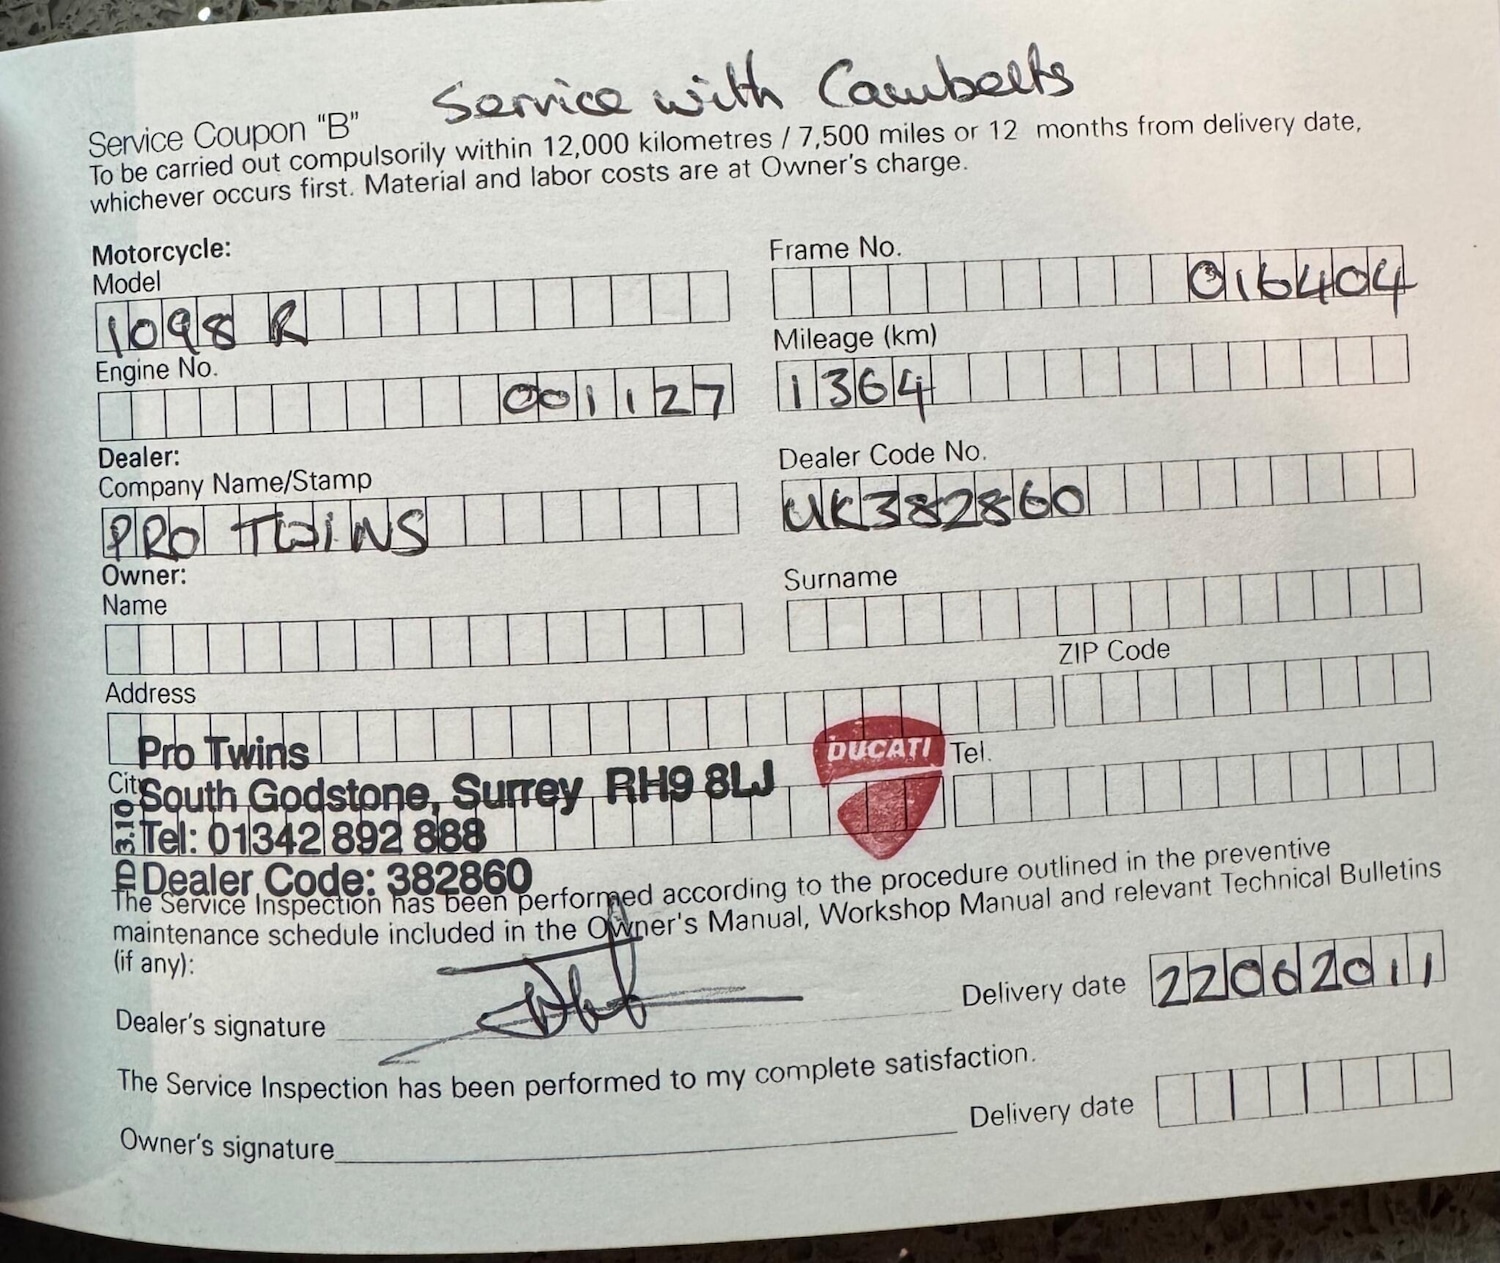 Service with Cambelts
Service Coupon "B"
To be carried out compulsorily within 12,000 kilometres / 7,500 miles or 12 months from delivery date,
whichever occurs first. Material and labor costs are at Owner's charge.
Motorcycle:
Model
1098 R
Frame No.
016404
Engine No.
001127
Mileage (km)
1364
Dealer:
Company Name/Stamp
PRO TWINS
Dealer Code No.
UK382860
Owner:
Name
Surname
Address
ZIP Code
Pro Twins
City
South Godstone, Surrey RH9 8LJ
Tel: 01342 892 888
Dealer Code: 382860
DUCATI
Tel.
The Service Inspection has been performed according to the procedure outlined in the preventive
maintenance schedule included in the Owner's Manual, Workshop Manual and relevant Technical Bulletins
(if any):
Dealer's signature
Delivery date 22062011
The Service Inspection has been performed to my complete satisfaction.
Owner's signature
Delivery date